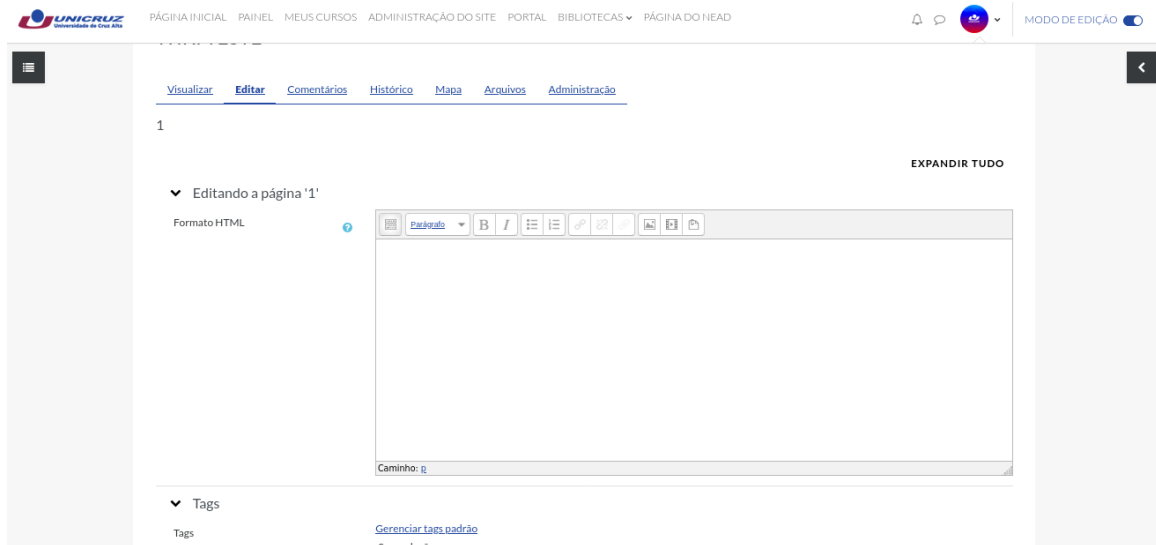 UNICRUZ
Universidade de Cruz Alta
PÁGINA INICIAL PAINEL MEUS CURSOS ADMINISTRAÇÃO DO SITE PORTAL BIBLIOTECAS PÁGINA DO NEAD
MODO DE EDIÇÃO
Visualizar Editar Comentários Histórico Mapa Arquivos Administração
1
EXPANDIR TUDO
Editando a página '1'
Formato HTML
Parágrafo B I
Caminho: p
Tags
Tags Gerenciar tags padrão